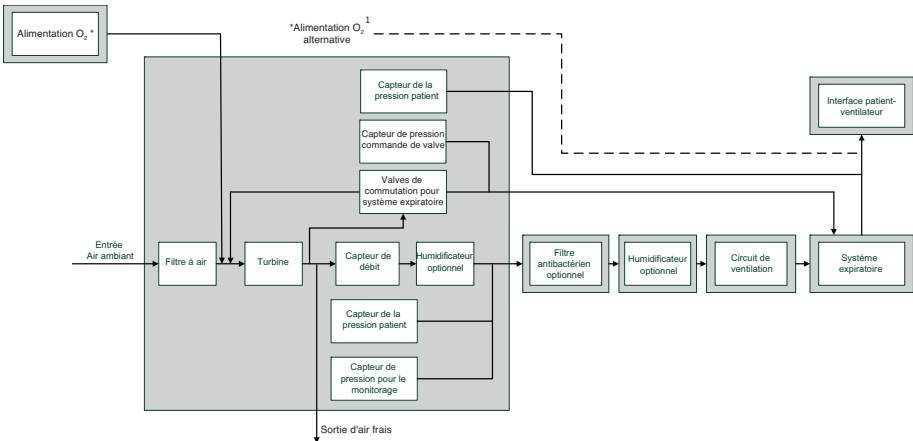 Alimentation O2 *
*Alimentation O2 1
alternative
Capteur de la
pression patient
Interface patient-
ventilateur
Capteur de pression
commande de valve
Valves de
commutation pour
système expiratoire
Entrée
Air ambiant
Filtre à air
Turbine
Capteur de
débit
Humidificateur
optionnel
Filtre
antibactérien
optionnel
Humidificateur
optionnel
Circuit de
ventilation
Système
expiratoire
Capteur de la
pression patient
Capteur de
pression pour le
monitorage
Sortie d'air frais